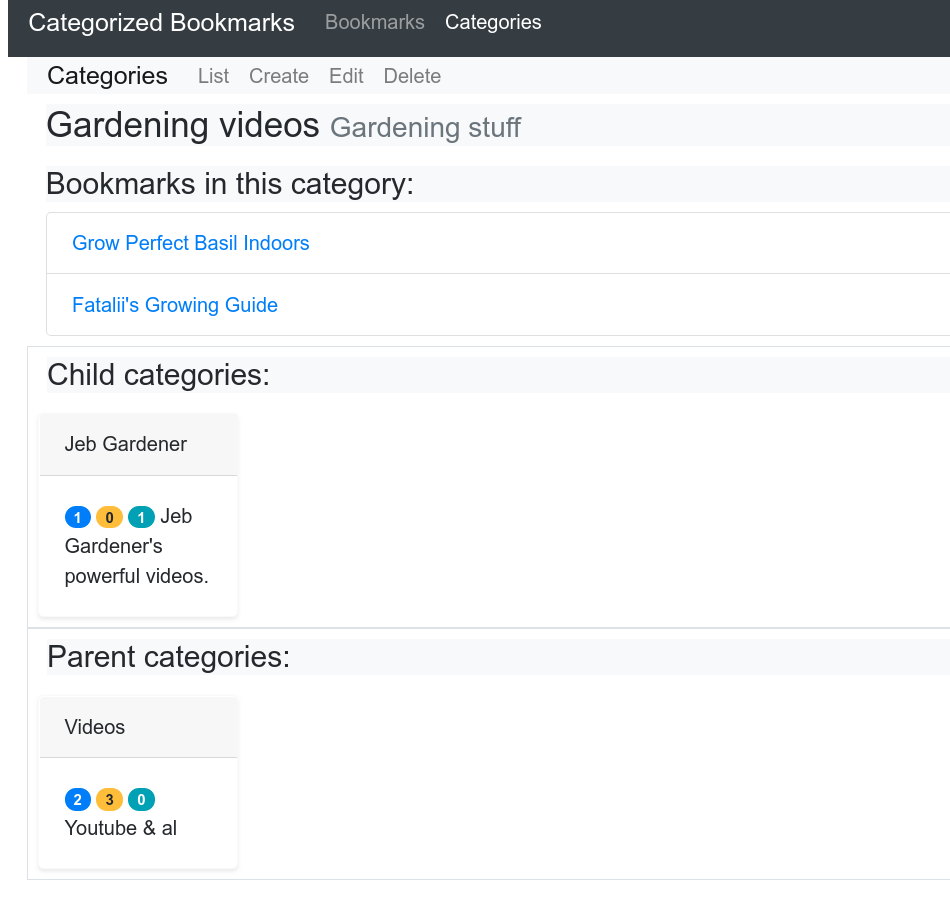 Categorized Bookmarks Bookmarks Categories
Categories List Create Edit Delete
Gardening videos Gardening stuff
Bookmarks in this category:
Grow Perfect Basil Indoors
Fatalii's Growing Guide
Child categories:
Jeb Gardener
1 0 1 Jeb
Gardener's
powerful videos.
Parent categories:
Videos
2 3 0
Youtube & al